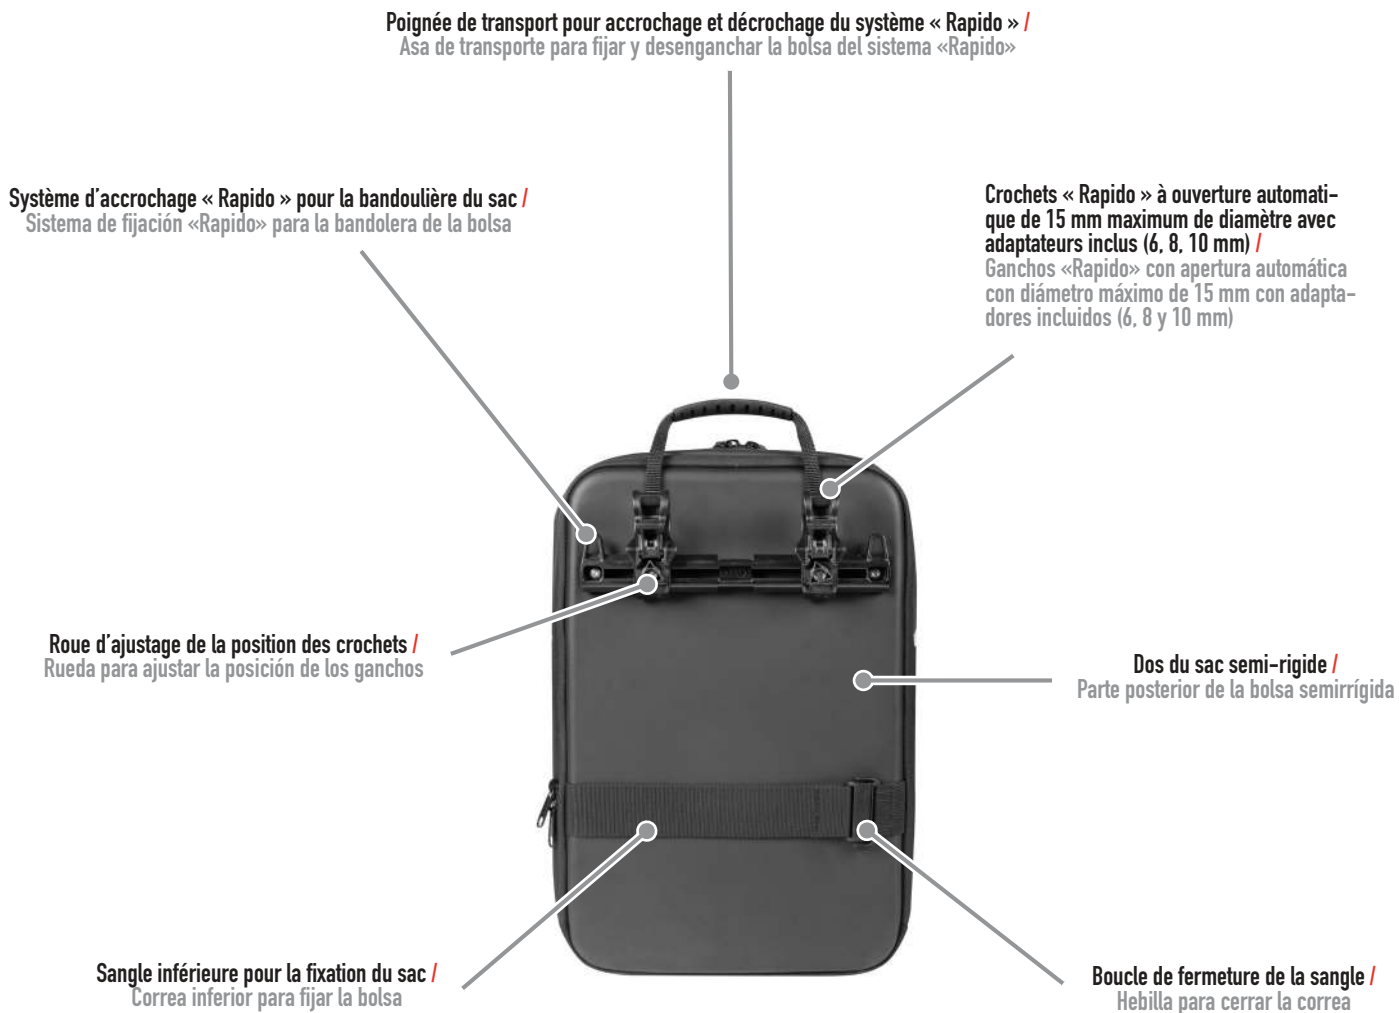 Poignée de transport pour accrochage et décrochage du système « Rapido » /
Asa de transporte para fijar y desenganchar la bolsa del sistema «Rapido»
Système d’accrochage « Rapido » pour la bandoulière du sac /
Sistema de fijación «Rapido» para la bandolera de la bolsa
Crochets « Rapido » à ouverture automati-
que de 15 mm maximum de diamètre avec
adaptateurs inclus (6, 8, 10 mm) /
Ganchos «Rapido» con apertura automática
con diámetro máximo de 15 mm con adapta-
dores incluidos (6, 8 y 10 mm)
Roue d’ajustage de la position des crochets /
Rueda para ajustar la posición de los ganchos
Dos du sac semi-rigide /
Parte posterior de la bolsa semirrígida
Sangle inférieure pour la fixation du sac /
Correa inferior para fijar la bolsa
Boucle de fermeture de la sangle /
Hebilla para cerrar la correa